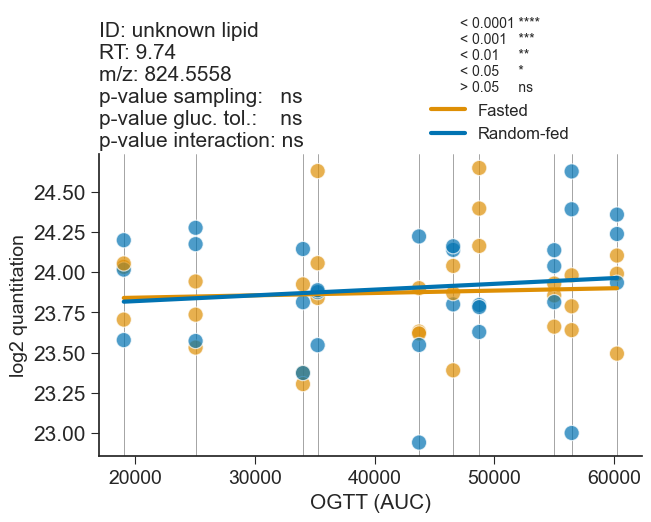 ID: unknown lipid
RT: 9.74
m/z: 824.5558
p-value sampling: ns
p-value gluc. tol.: ns
p-value interaction: ns
< 0.0001 ****
< 0.001 ***
< 0.01 **
< 0.05 *
> 0.05 ns
Fasted
Random-fed
log2 quantitation
24.50
24.25
24.00
23.75
23.50
23.25
23.00
20000 30000 40000 50000 60000
OGTT (AUC)